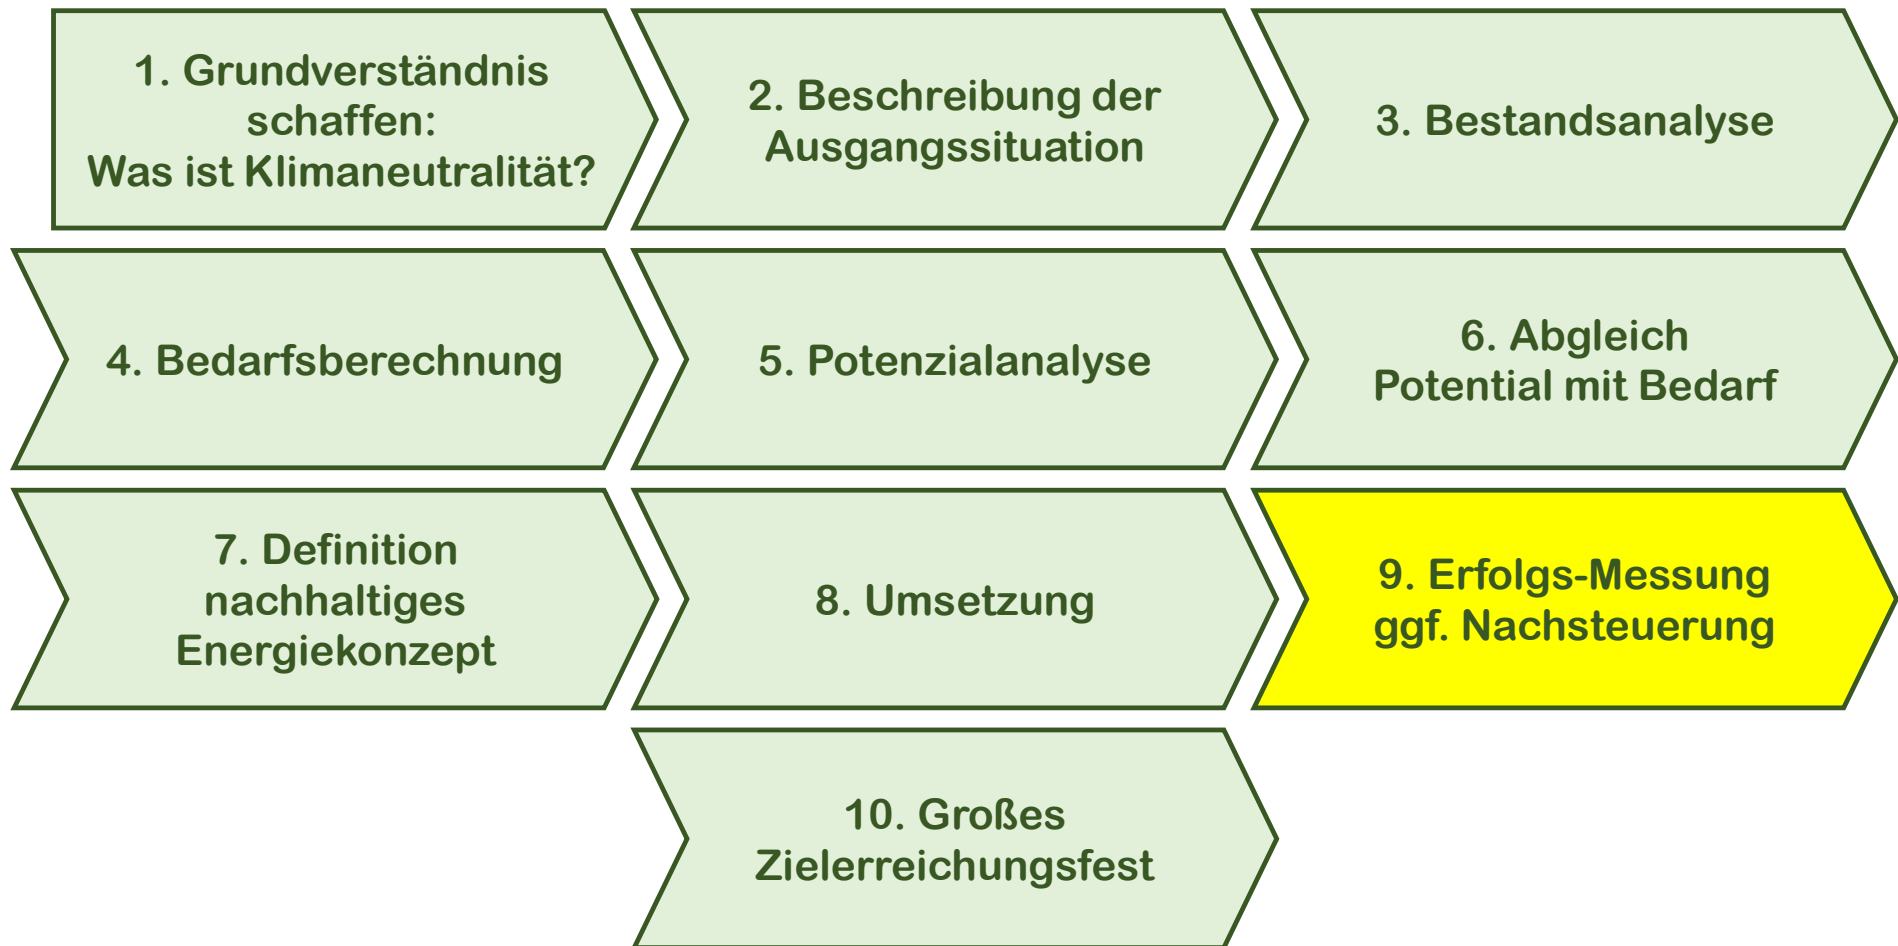 1. Grundverständnis
schaffen:
Was ist Klimaneutralität?
2. Beschreibung der
Ausgangssituation
3. Bestandsanalyse
4. Bedarfsberechnung
5. Potenzialanalyse
6. Abgleich
Potential mit Bedarf
7. Definition
nachhaltiges
Energiekonzept
8. Umsetzung
9. Erfolgs-Messung
ggf. Nachsteuerung
10. Großes
Zielerreichungsfest